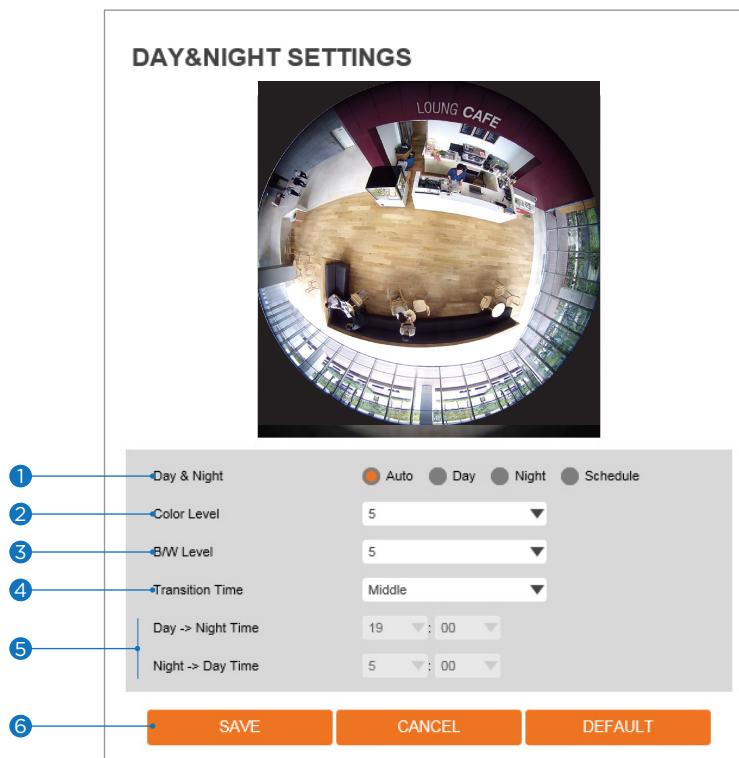 DAY&NIGHT SETTINGS
LOUNG CAFE
1 Day & Night Auto Day Night Schedule
2 Color Level 5
3 B/W Level 5
4 Transition Time Middle
5
Day -> Night Time 19 : 00
Night -> Day Time 5 : 00
6 SAVE CANCEL DEFAULT